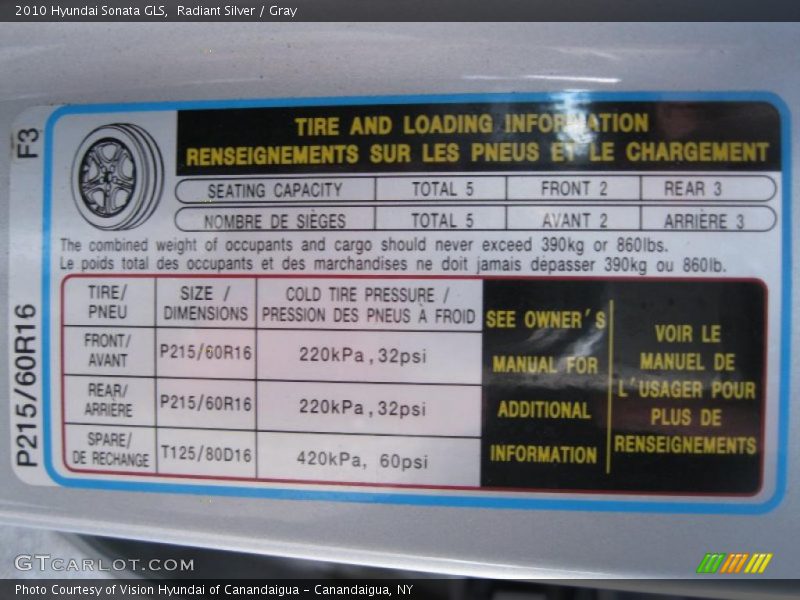 2010 Hyundai Sonata GLS,  Radiant Silver / Gray
F3
P215/60R16
TIRE AND LOADING INFORMATION
RENSEIGNEMENTS SUR LES PNEUS ET LE CHARGEMENT
SEATING CAPACITY TOTAL 5 FRONT 2 REAR 3
NOMBRE DE SIÈGES TOTAL 5 AVANT 2 ARRIÈRE 3
The combined weight of occupants and cargo should never exceed 390kg or 860lbs.
Le poids total des occupants et des marchandises ne doit jamais dépasser 390kg ou 860lb.
TIRE/
PNEU
SIZE /
DIMENSIONS
COLD TIRE PRESSURE /
PRESSION DES PNEUS À FROID
FRONT/
AVANT
P215/60R16
220kPa,32psi
REAR/
ARRIÈRE
P215/60R16
220kPa,32psi
SPARE/
DE RECHANGE
T125/80D16
420kPa, 60psi
SEE OWNER'S
MANUAL FOR
ADDITIONAL
INFORMATION
VOIR LE
MANUEL DE
L'USAGER POUR
PLUS DE
RENSEIGNEMENTS
GTCARLOT.COM
Photo Courtesy of Vision Hyundai of Canandaigua - Canandaigua, NY